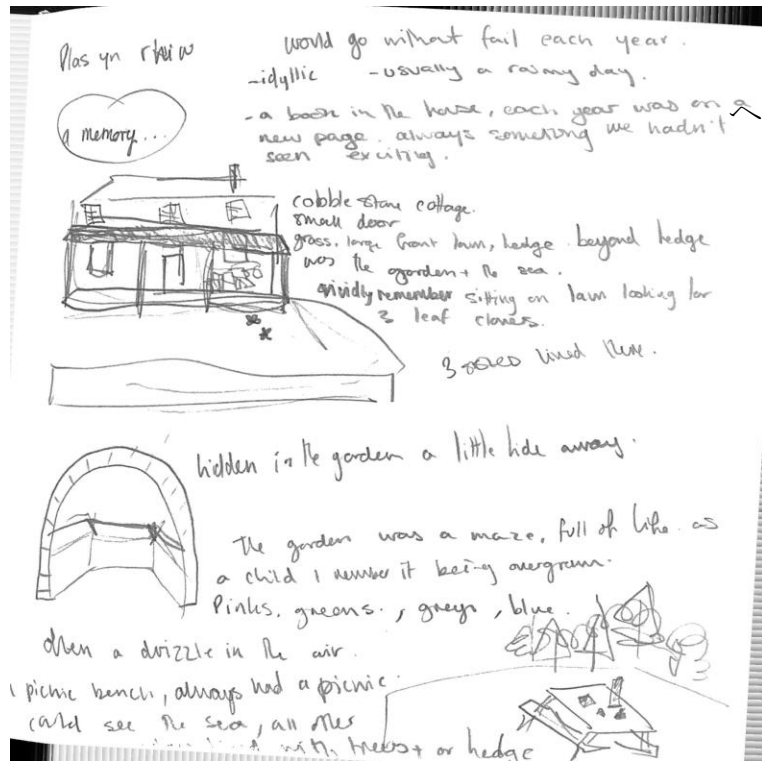 Plas yn rhiw
would go without fail each year.
-idyllic - usually a rainy day.
- a book in the house, each year was on a
new page. always something we hadn't
seen exciting.
a memory...
cobble stone cottage.
small door
grass. large front lawn, hedge. beyond hedge
was the garden + the sea.
vividly remember sitting on lawn looking for
3 leaf clovers.
3 lived there.
hidden in the garden a little hide away.
The garden was a maze, full of life. as
a child I remember it being overgrown.
Pinks, greens, greys, blue.
often a drizzle in the air.
picnic bench, always had a picnic.
could see the sea, all other
with trees + or hedge